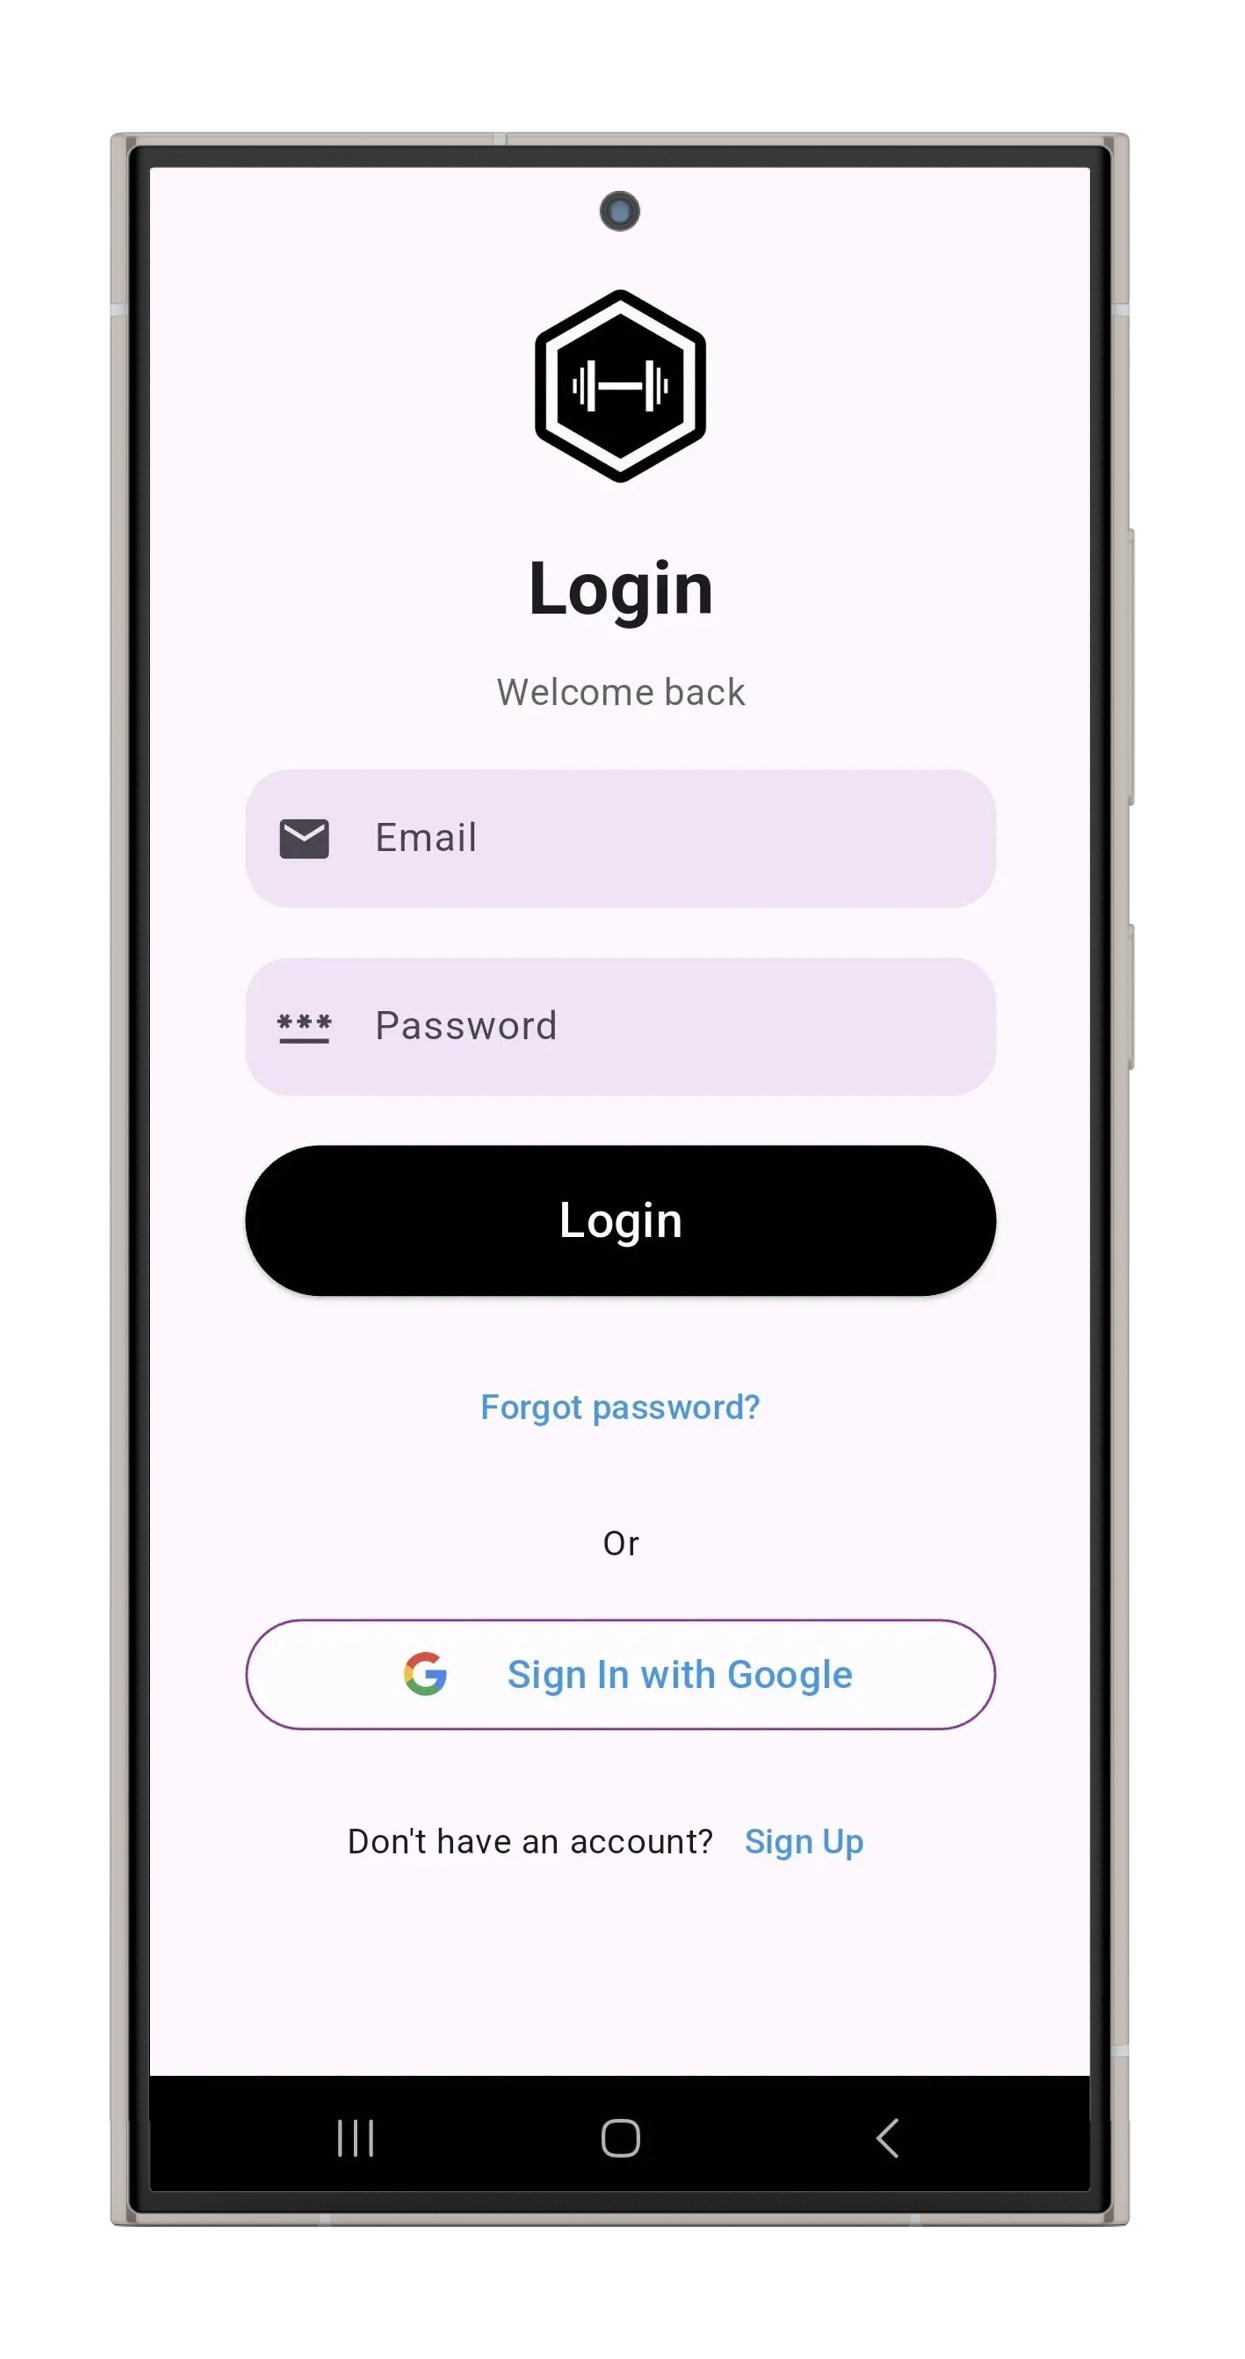 Login
Welcome back
Email
*** Password
Login
Forgot password?
Or
G Sign In with Google
Don't have an account? Sign Up